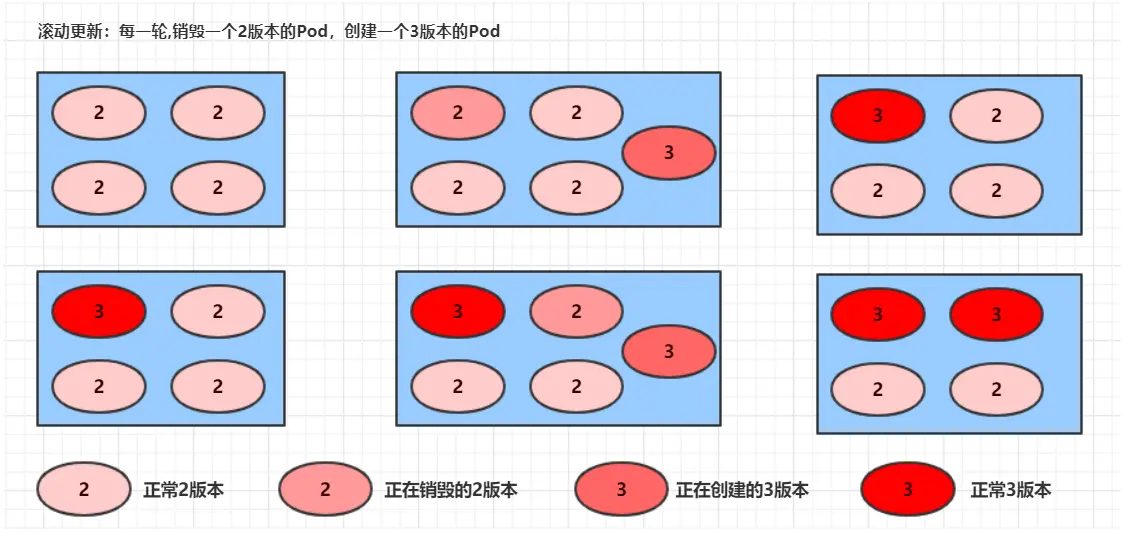 滚动更新：每一轮,销毁一个2版本的Pod，创建一个3版本的Pod
2 2 2 2 3 2
2 2 2 2 3 2 2
3 2 3 2 3 3
2 2 2 2 3 2 2
2 正常2版本 2 正在销毁的2版本 3 正在创建的3版本 3 正常3版本